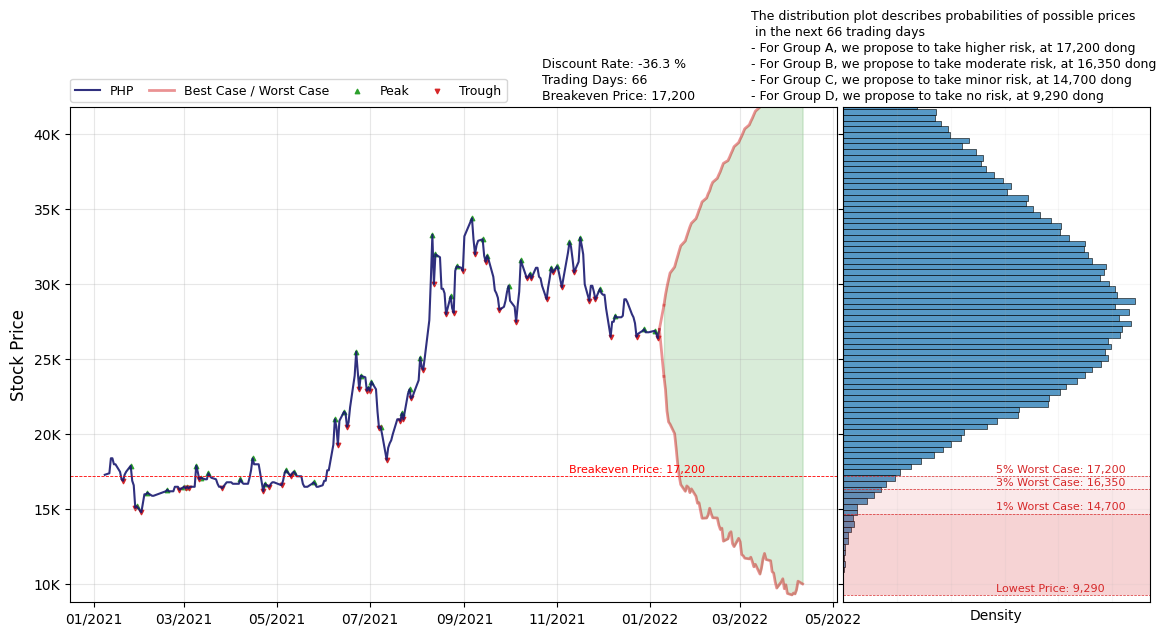 The distribution plot describes probabilities of possible prices
in the next 66 trading days
- For Group A, we propose to take higher risk, at 17,200 dong
- For Group B, we propose to take moderate risk, at 16,350 dong
- For Group C, we propose to take minor risk, at 14,700 dong
- For Group D, we propose to take no risk, at 9,290 dong
Discount Rate: -36.3 %
Trading Days: 66
Breakeven Price: 17,200
PHP
Best Case / Worst Case
Peak
Trough
Stock Price
40K
35K
30K
25K
20K
15K
10K
Breakeven Price: 17,200
5% Worst Case: 17,200
3% Worst Case: 16,350
1% Worst Case: 14,700
Lowest Price: 9,290
01/2021 03/2021 05/2021 07/2021 09/2021 11/2021 01/2022 03/2022 05/2022
Density